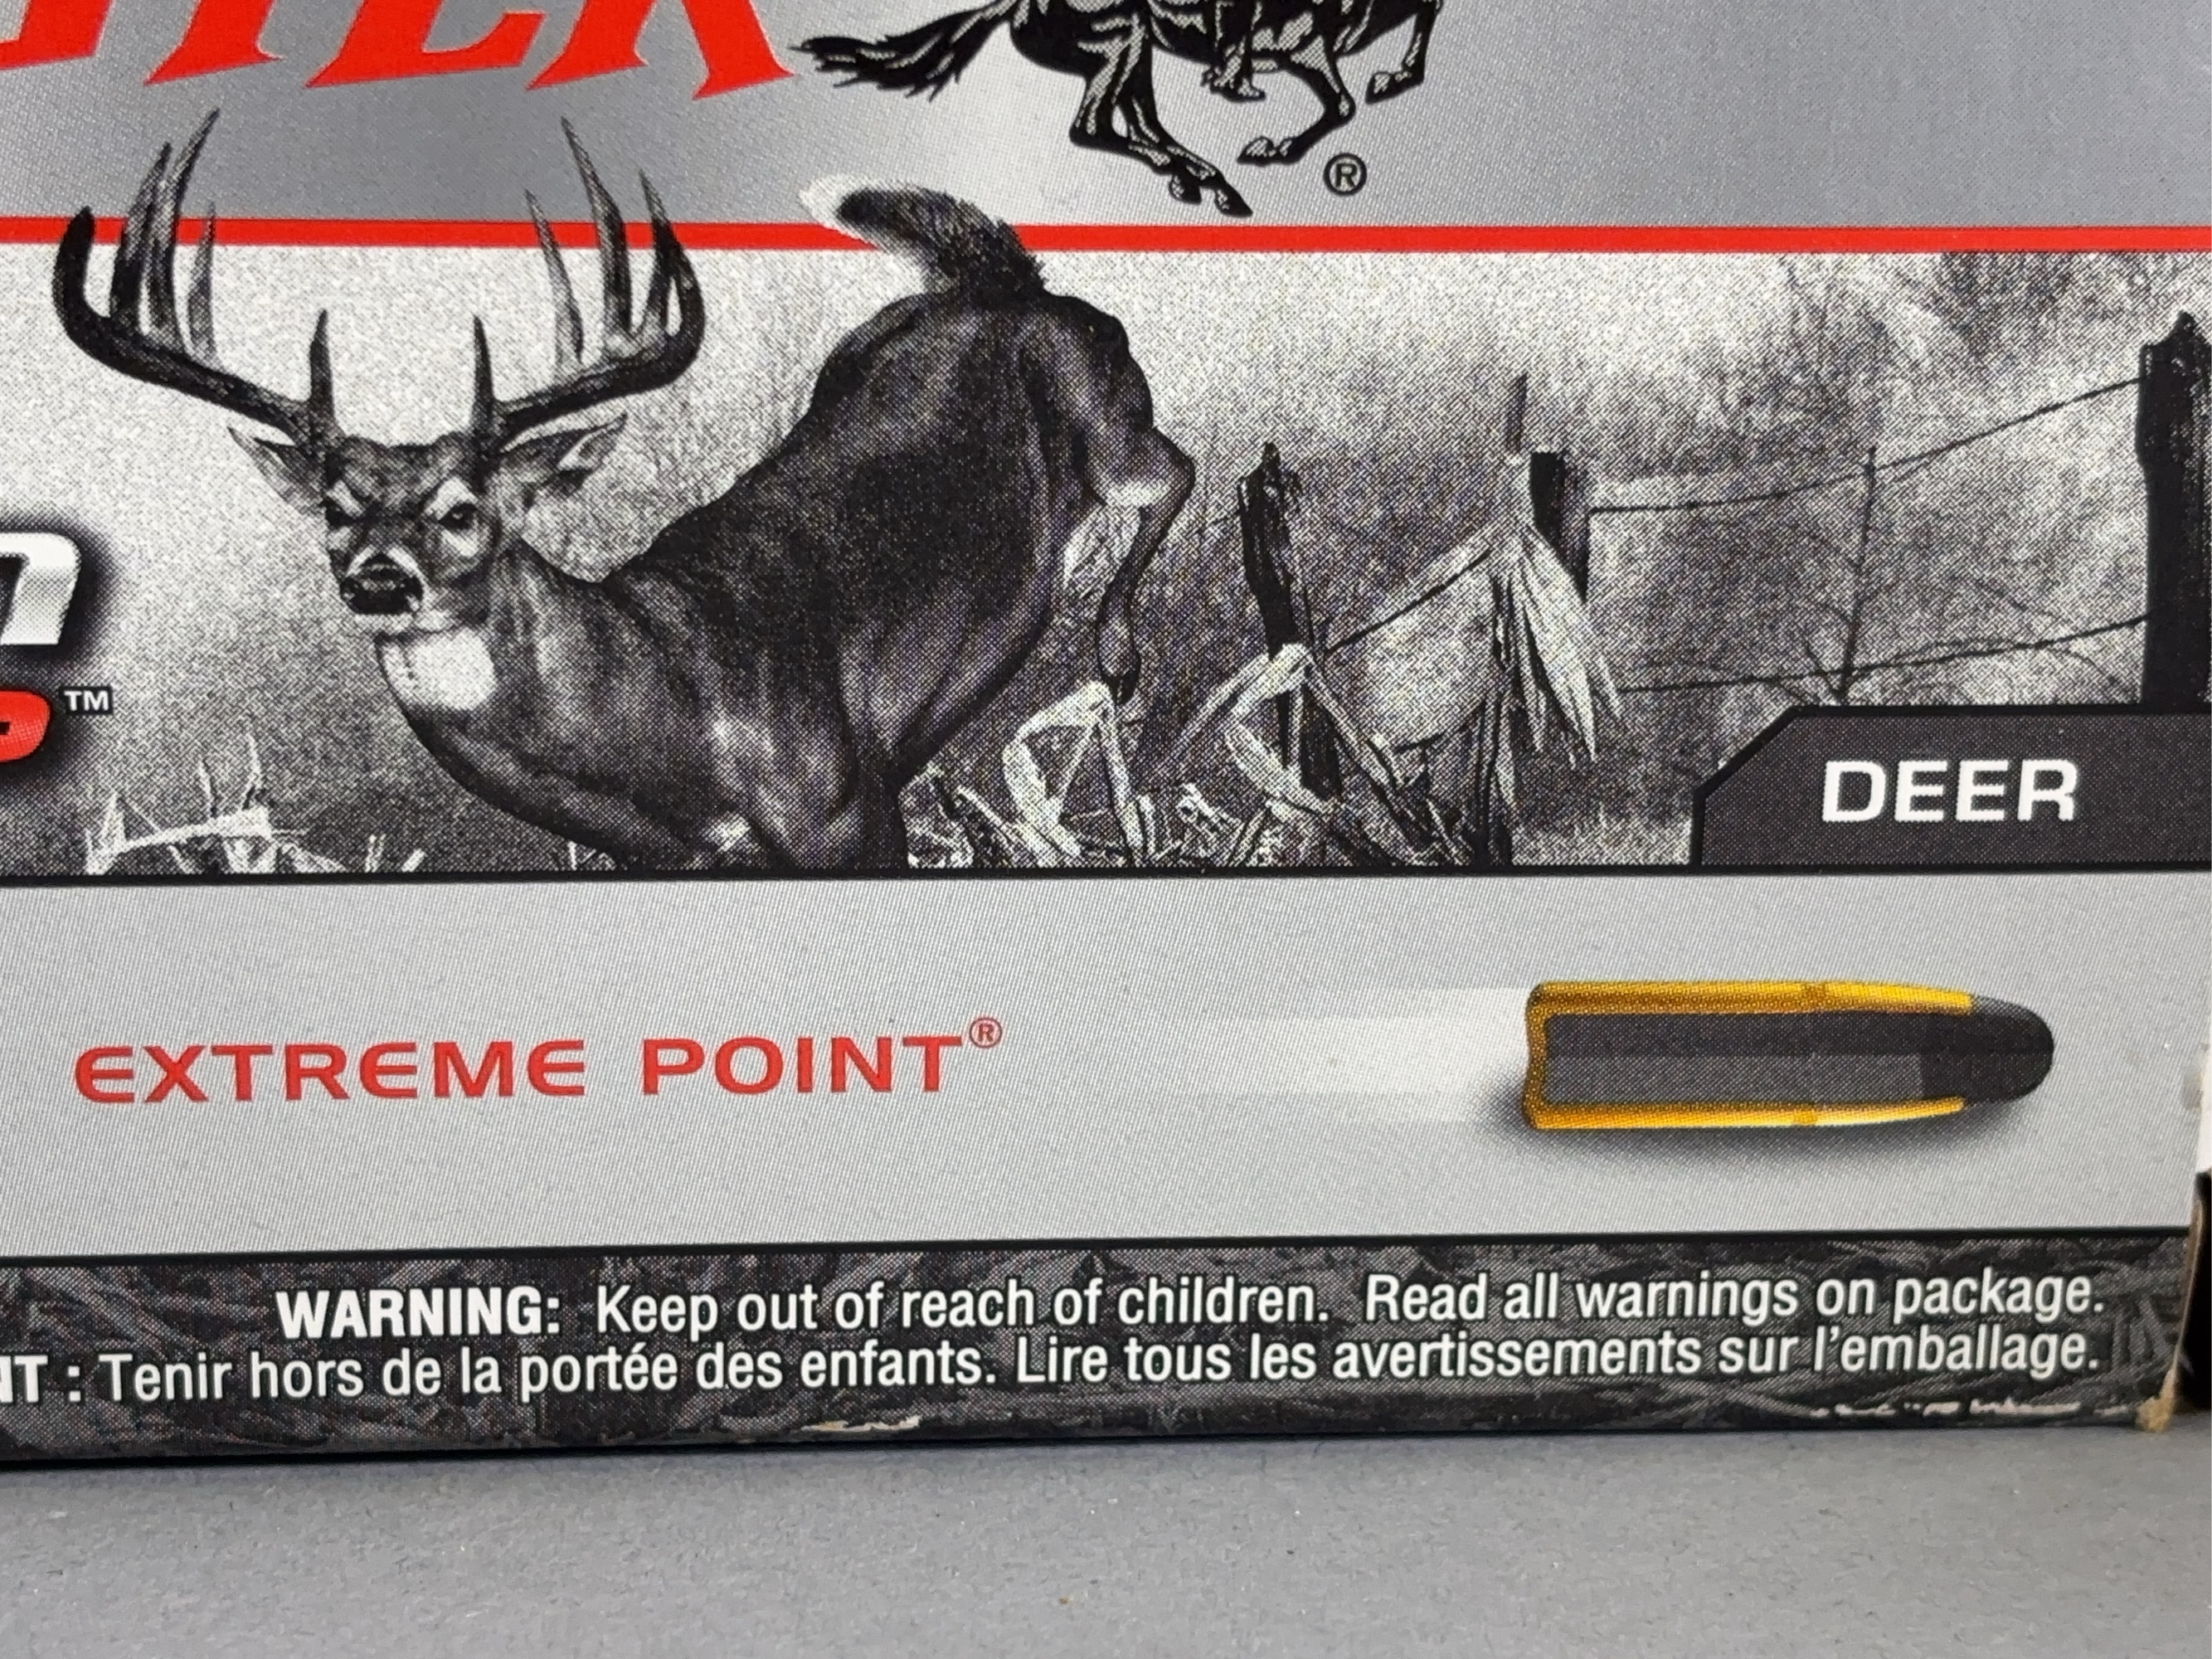 ®
TM
DEER
EXTREME POINT®
WARNING: Keep out of reach of children. Read all warnings on package.
: Tenir hors de la portée des enfants. Lire tous les avertissements sur l'emballage.